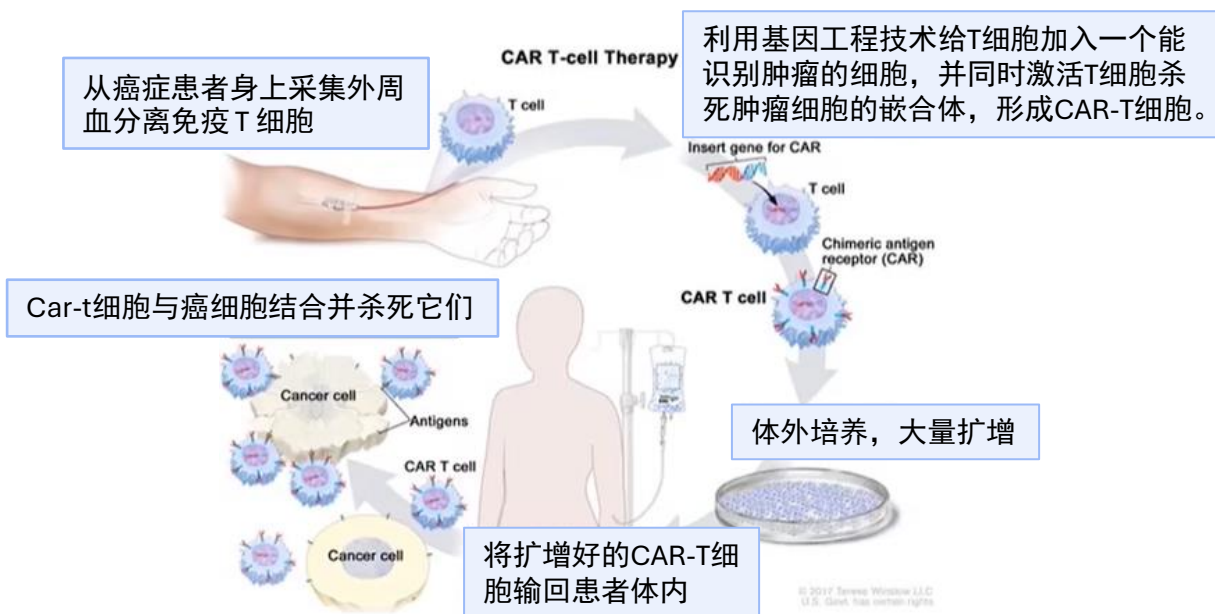 CAR T-cell Therapy
从癌症患者身上采集外周
血分离免疫T细胞
T cell
利用基因工程技术给T细胞加入一个能
识别肿瘤的细胞，并同时激活T细胞杀
死肿瘤细胞的嵌合体，形成CAR-T细胞。
Insert gene for CAR
T cell
Chimeric antigen
receptor (CAR)
CAR T cell
体外培养，大量扩增
将扩增好的CAR-T细
胞输回患者体内
Car-t细胞与癌细胞结合并杀死它们
Cancer cell
Antigens
CAR T cell
Cancer cell
© 2017 Terese Winslow LLC
U.S. Govt. has certain rights